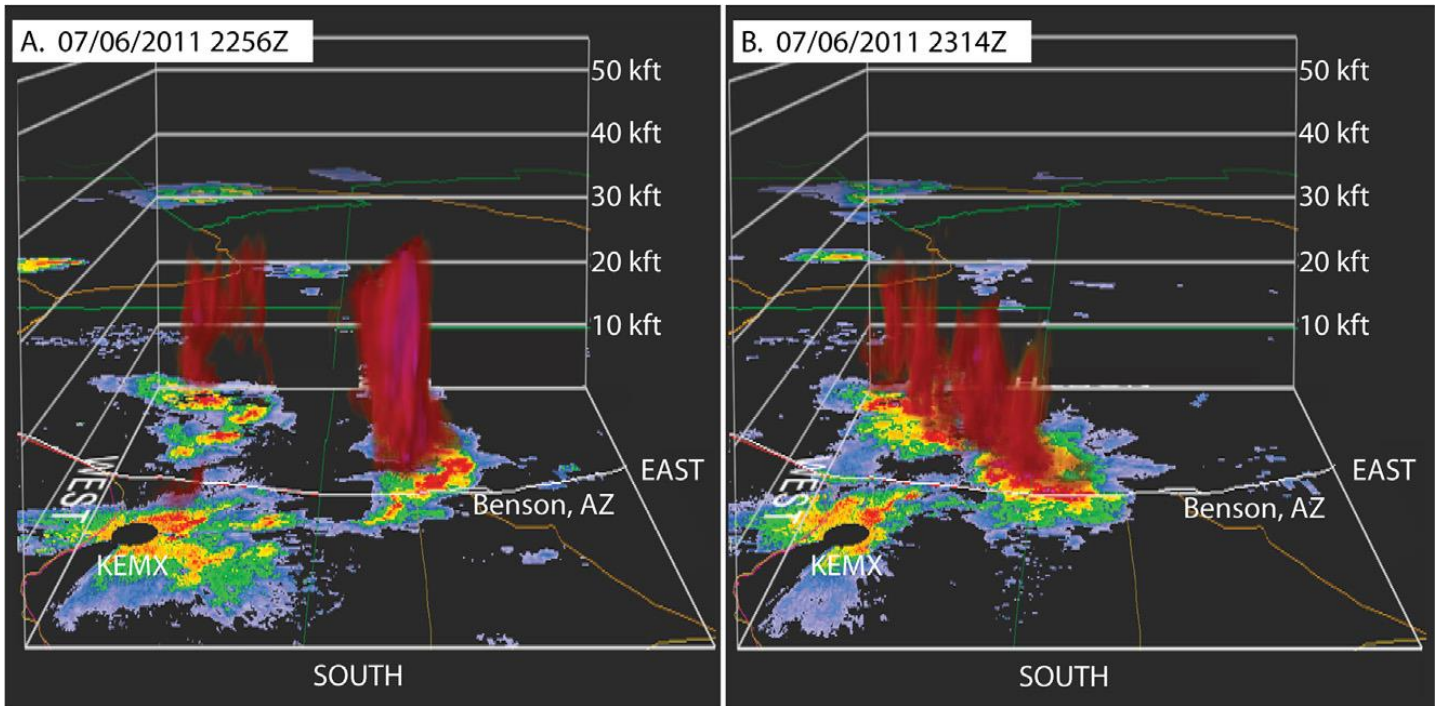 A. 07/06/2011 2256Z
50 kft
40 kft
30 kft
20 kft
10 kft
WEST
EAST
Benson, AZ
KEMX
SOUTH
B. 07/06/2011 2314Z
50 kft
40 kft
30 kft
20 kft
10 kft
WEST
EAST
Benson, AZ
KEMX
SOUTH